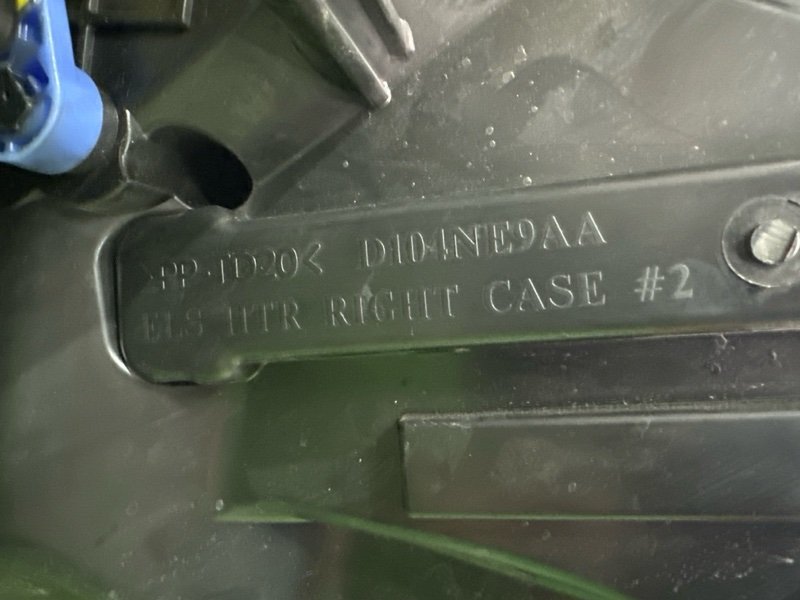 >PP-TD20< D104NE9AA
ELS HTR RIGHT CASE #2